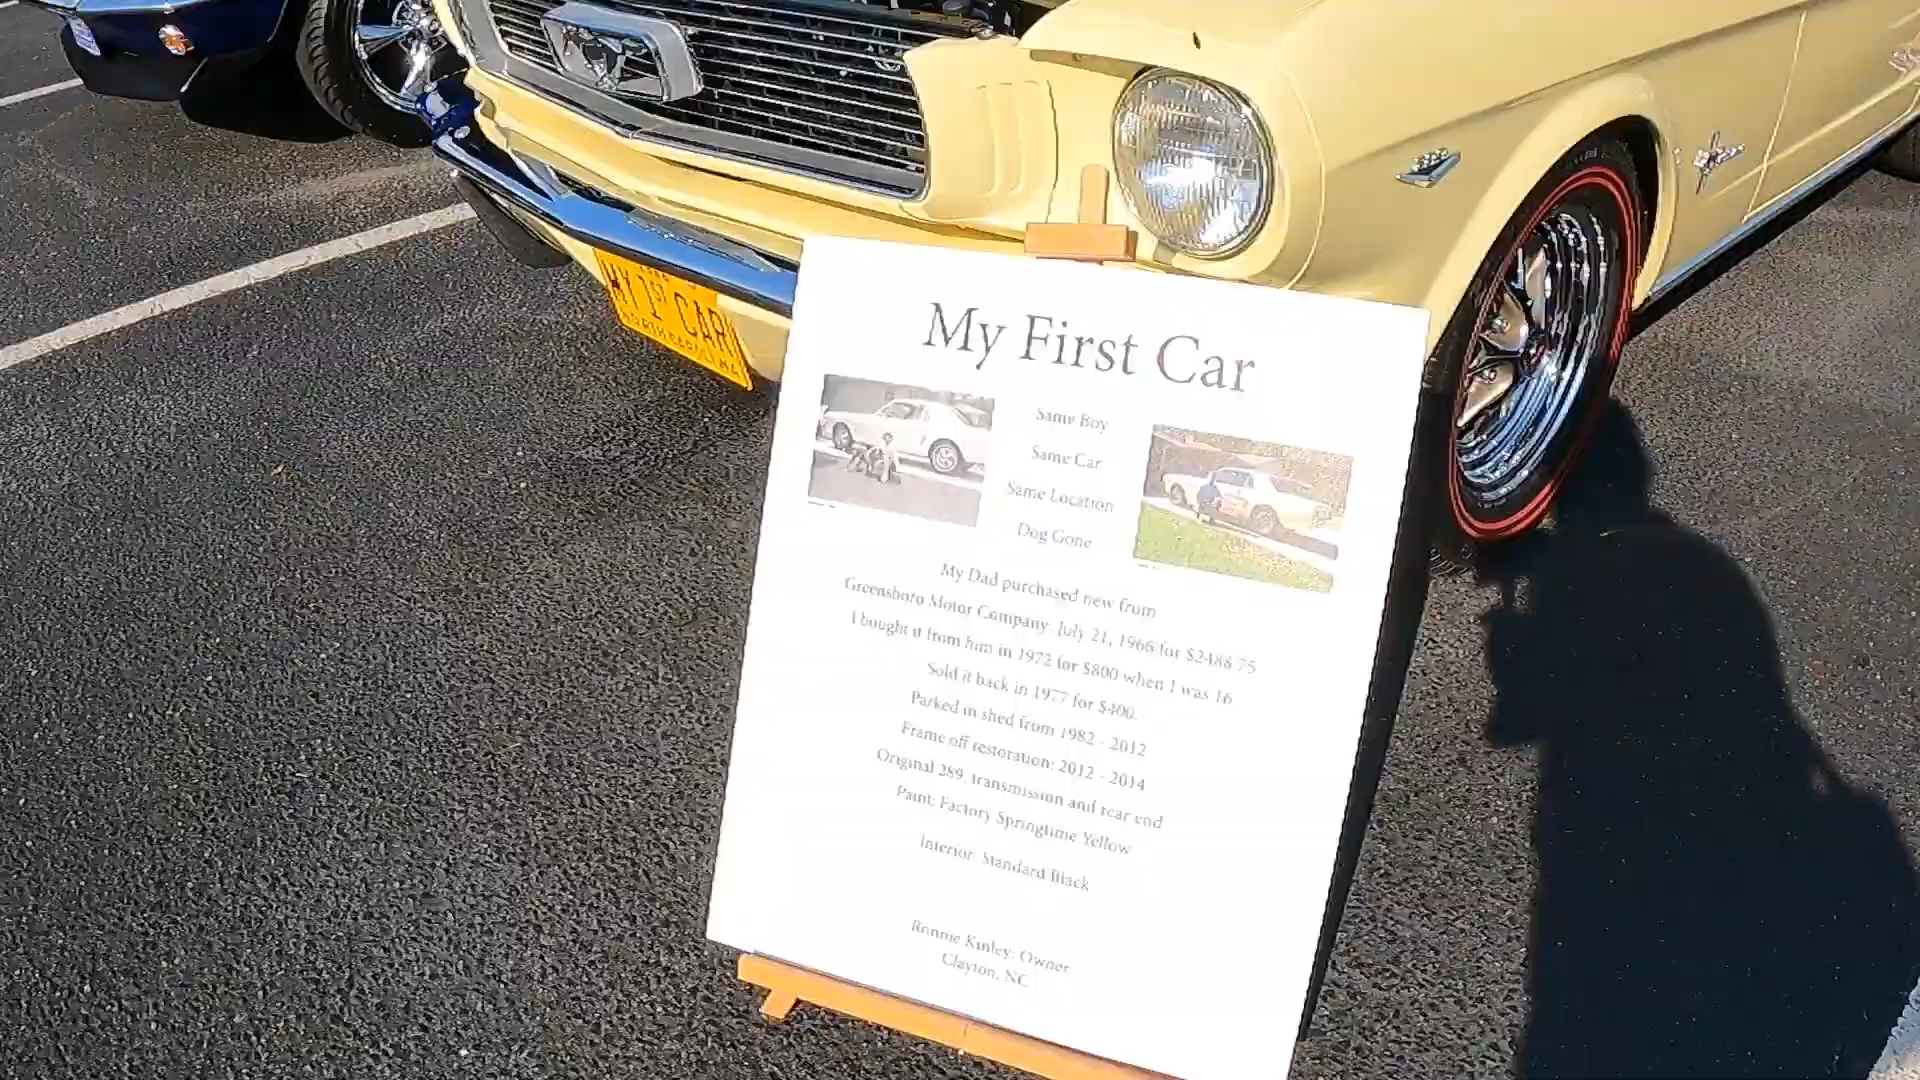 MY 1ST CAR
NORTH CAROLINA
My First Car
Same Boy
Same Car
Same Location
Dog Gone
My Dad purchased new from
Greensboro Motor Company July 21, 1966 for $2488.75
I bought it from him in 1972 for $800 when I was 16.
Sold it back in 1977 for $400.
Parked in shed from 1982 - 2012
Frame off restoration: 2012 - 2014
Original 289, transmission and rear end
Paint: Factory Springtime Yellow
Interior: Standard Black
Ronnie Kinley: Owner
Clayton, NC